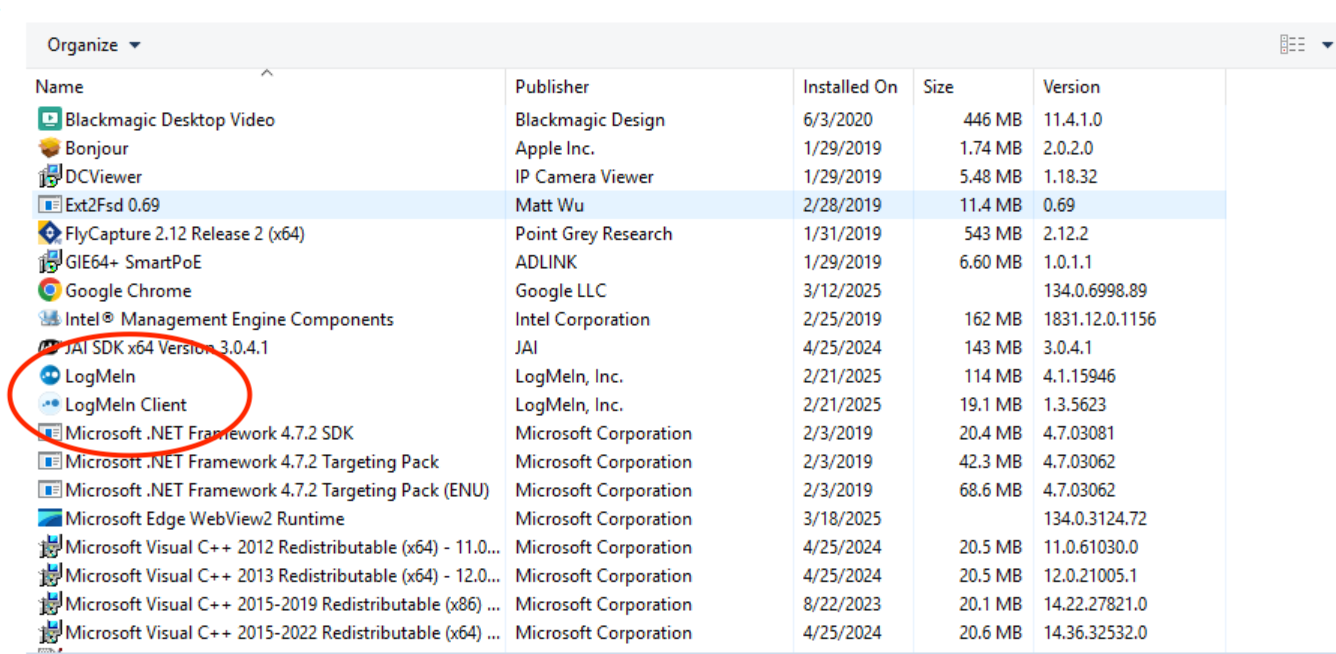 Organize
Name Publisher Installed On Size Version
Blackmagic Desktop Video Blackmagic Design 6/3/2020 446 MB 11.4.1.0
Bonjour Apple Inc. 1/29/2019 1.74 MB 2.0.2.0
DCViewer IP Camera Viewer 1/29/2019 5.48 MB 1.18.32
Ext2Fsd 0.69 Matt Wu 2/28/2019 11.4 MB 0.69
FlyCapture 2.12 Release 2 (x64) Point Grey Research 1/31/2019 543 MB 2.12.2
GIE64+ SmartPoE ADLINK 1/29/2019 6.60 MB 1.0.1.1
Google Chrome Google LLC 3/12/2025 134.0.6998.89
Intel® Management Engine Components Intel Corporation 2/25/2019 162 MB 1831.12.0.1156
JAI SDK x64 Version 3.0.4.1 JAI 4/25/2024 143 MB 3.0.4.1
LogMeIn LogMeIn, Inc. 2/21/2025 114 MB 4.1.15946
LogMeIn Client LogMeIn, Inc. 2/21/2025 19.1 MB 1.3.5623
Microsoft .NET Framework 4.7.2 SDK Microsoft Corporation 2/3/2019 20.4 MB 4.7.03081
Microsoft .NET Framework 4.7.2 Targeting Pack Microsoft Corporation 2/3/2019 42.3 MB 4.7.03062
Microsoft .NET Framework 4.7.2 Targeting Pack (ENU) Microsoft Corporation 2/3/2019 68.6 MB 4.7.03062
Microsoft Edge WebView2 Runtime Microsoft Corporation 3/18/2025 134.0.3124.72
Microsoft Visual C++ 2012 Redistributable (x64) - 11.0... Microsoft Corporation 4/25/2024 20.5 MB 11.0.61030.0
Microsoft Visual C++ 2013 Redistributable (x64) - 12.0... Microsoft Corporation 4/25/2024 20.5 MB 12.0.21005.1
Microsoft Visual C++ 2015-2019 Redistributable (x86) ... Microsoft Corporation 8/22/2023 20.1 MB 14.22.27821.0
Microsoft Visual C++ 2015-2022 Redistributable (x64) ... Microsoft Corporation 4/25/2024 20.6 MB 14.36.32532.0